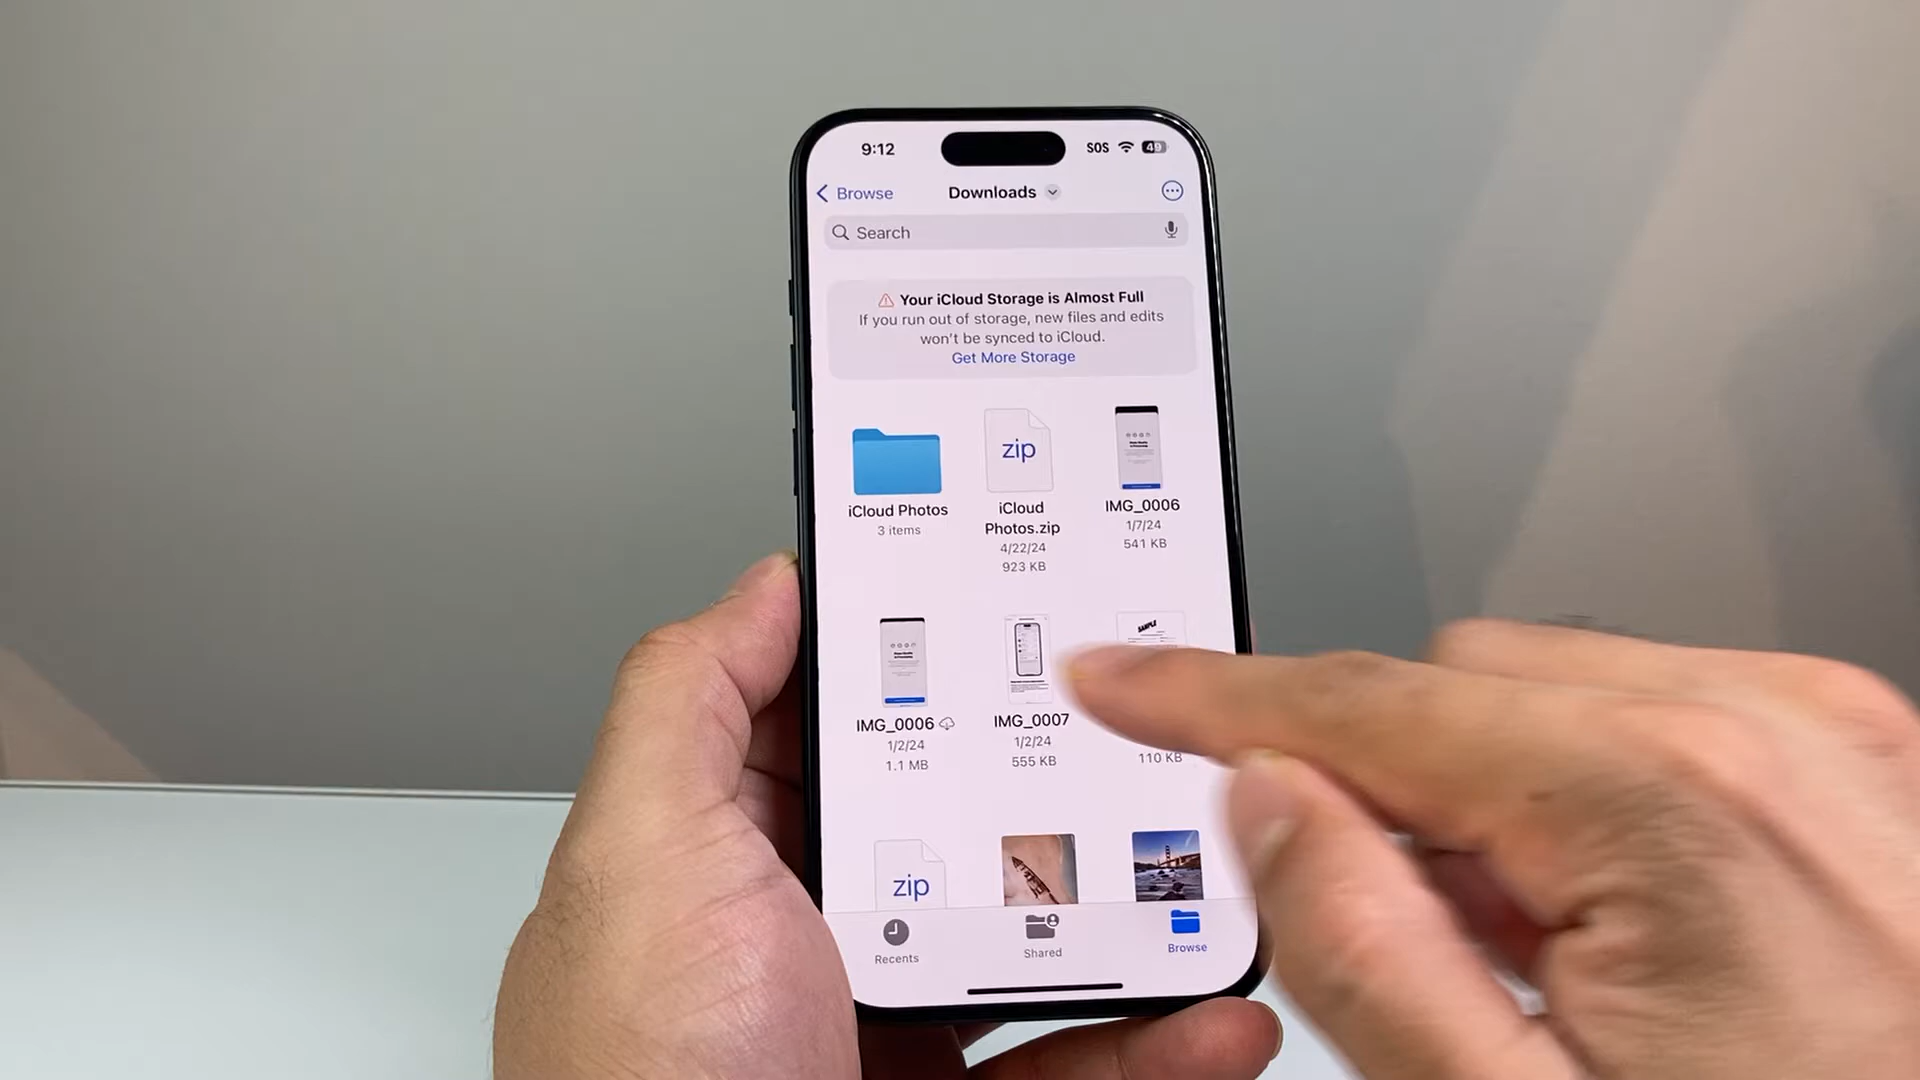 9:12
SOS
49
Browse
Downloads
Search
Your iCloud Storage is Almost Full
If you run out of storage, new files and edits
won't be synced to iCloud.
Get More Storage
zip
iCloud Photos
3 items
iCloud
Photos.zip
4/22/24
923 KB
IMG_0006
1/7/24
541 KB
SAMPLE
IMG_0006
1/2/24
1.1 MB
IMG_0007
1/2/24
555 KB
110 KB
zip
Recents
Shared
Browse